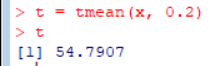 > t = tmean(x, 0.2)
> t
[1] 54.7907